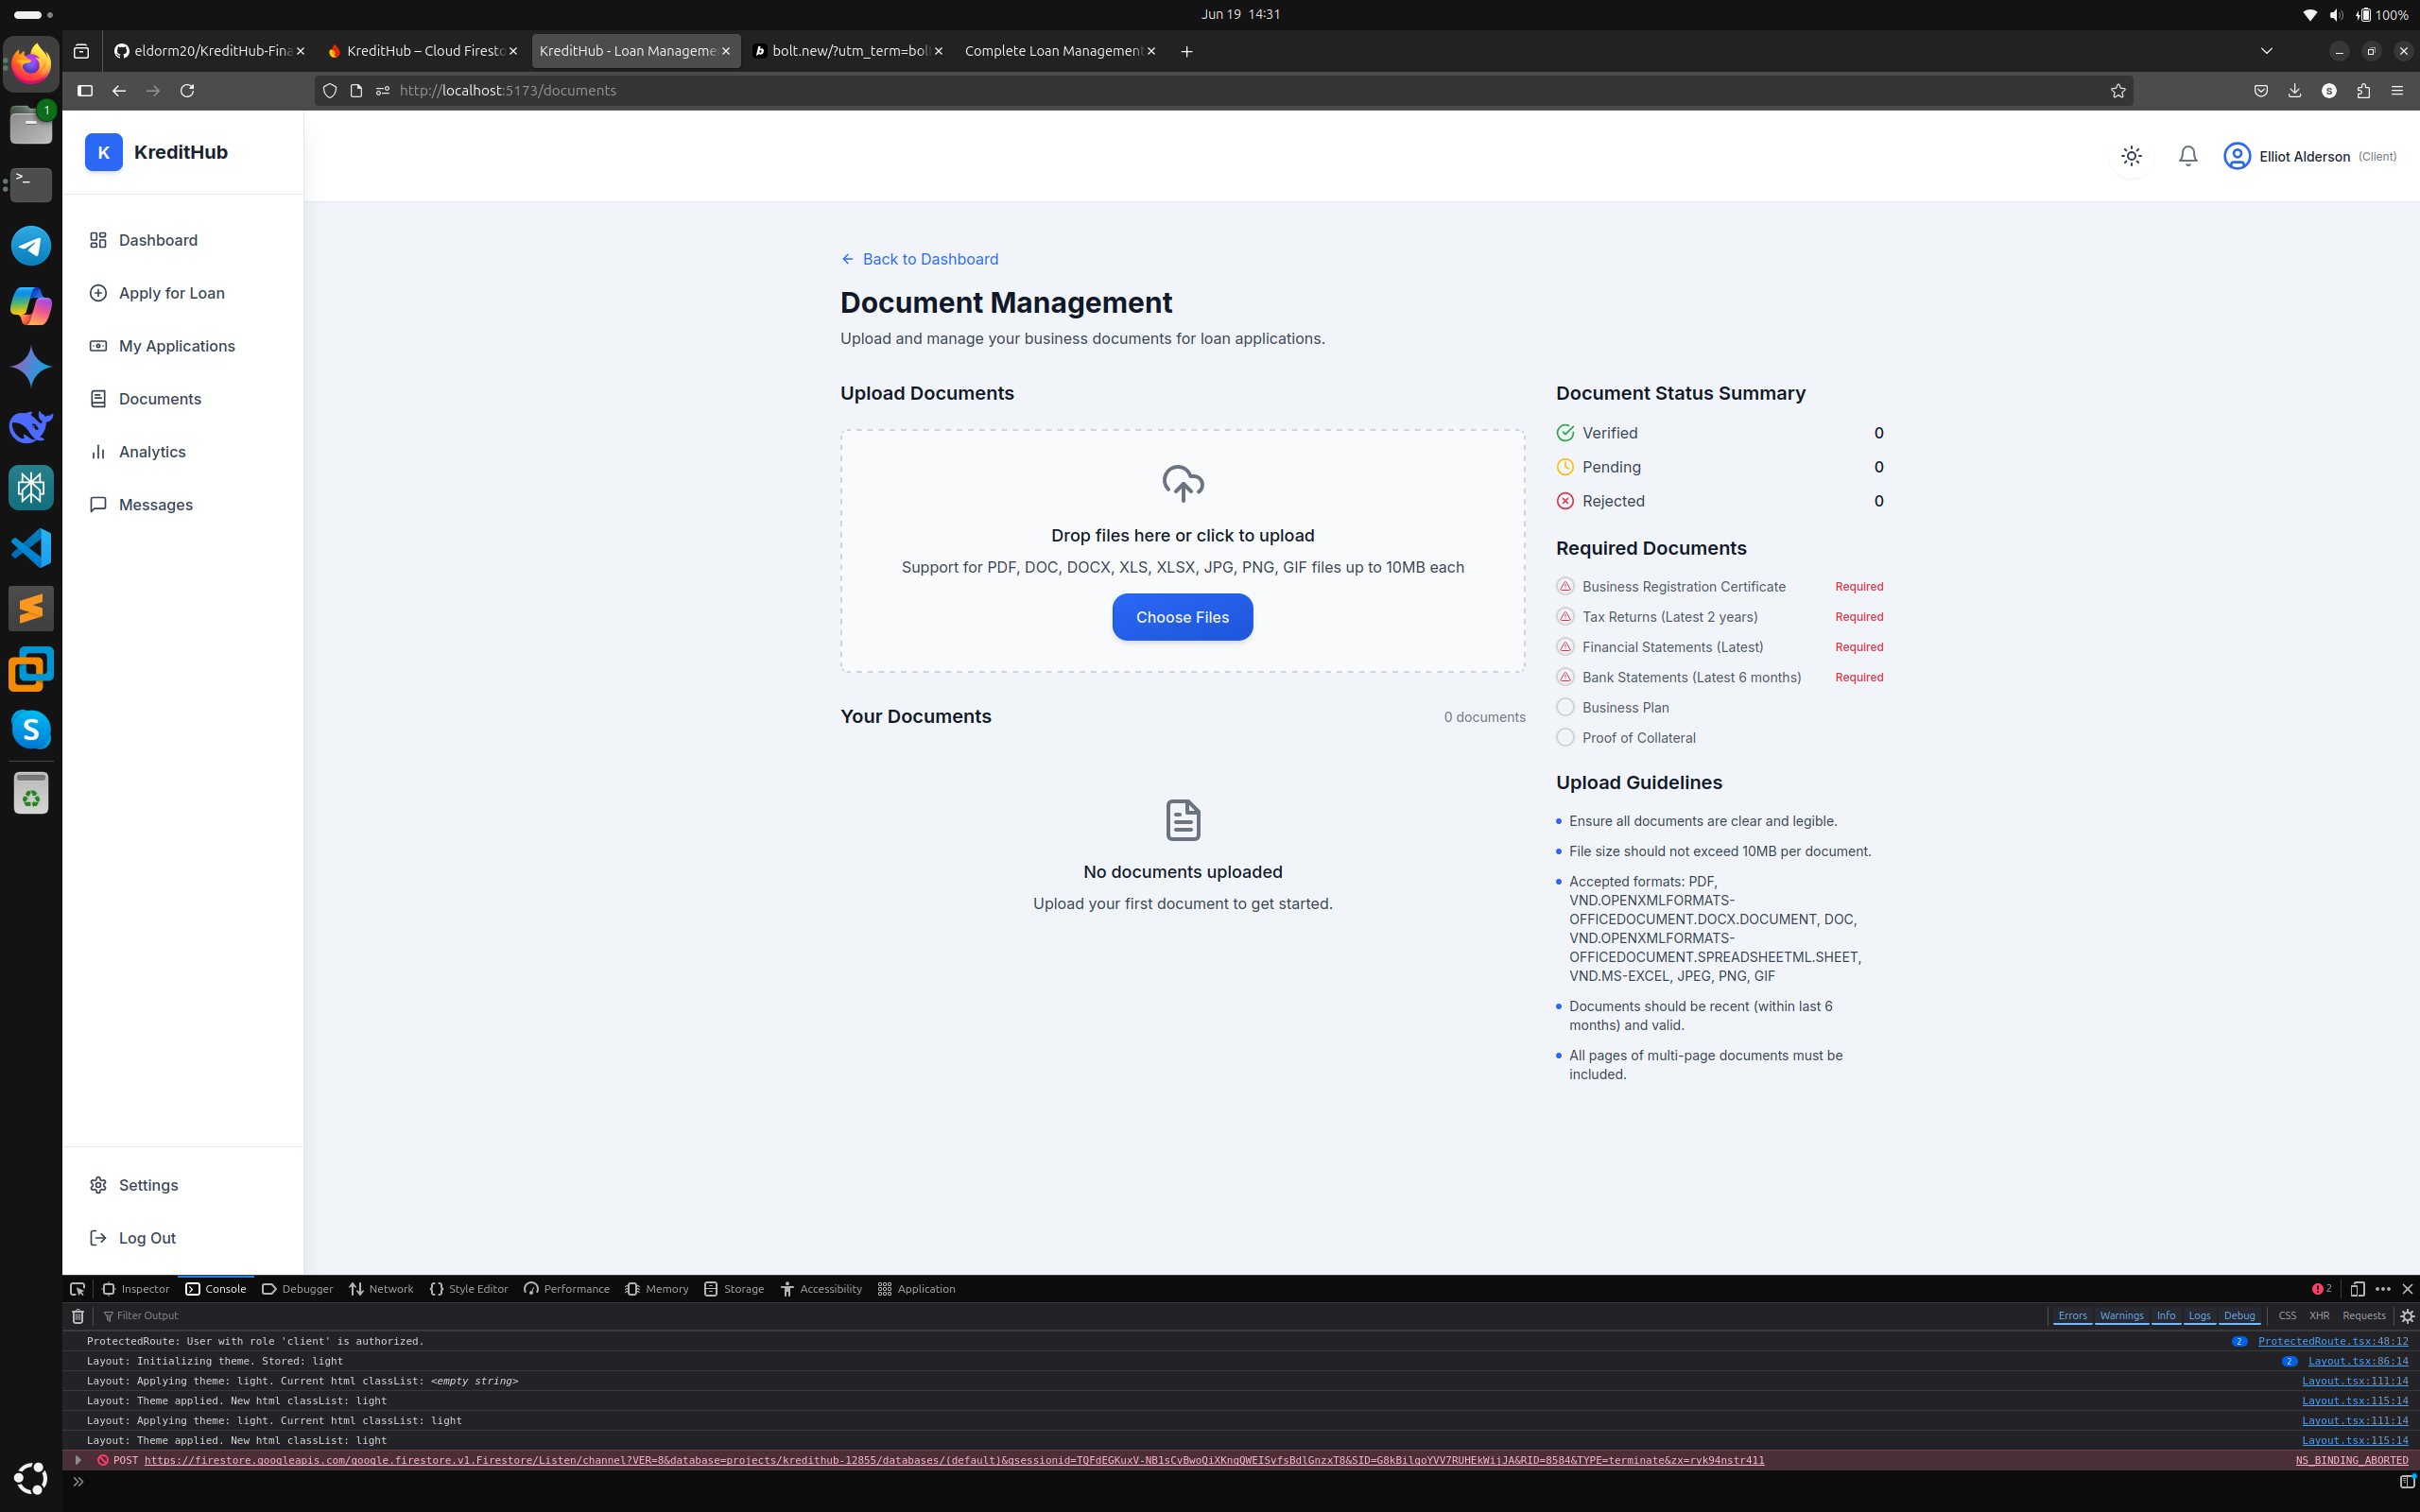 Jun 19 14:31
100%
eldorm20/KreditHub-Fina
KreditHub – Cloud Firesto
KreditHub - Loan Manageme
bolt.new/?utm_term=bol
Complete Loan Management
http://localhost:5173/documents
1
K KreditHub
Elliot Alderson (Client)
Dashboard
Apply for Loan
My Applications
Documents
Analytics
Messages
Settings
Log Out
Back to Dashboard
Document Management
Upload and manage your business documents for loan applications.
Upload Documents
Drop files here or click to upload
Support for PDF, DOC, DOCX, XLS, XLSX, JPG, PNG, GIF files up to 10MB each
Choose Files
Your Documents
0 documents
No documents uploaded
Upload your first document to get started.
Document Status Summary
Verified 0
Pending 0
Rejected 0
Required Documents
Business Registration Certificate Required
Tax Returns (Latest 2 years) Required
Financial Statements (Latest) Required
Bank Statements (Latest 6 months) Required
Business Plan
Proof of Collateral
Upload Guidelines
Ensure all documents are clear and legible.
File size should not exceed 10MB per document.
Accepted formats: PDF,
VND.OPENXMLFORMATS-
OFFICEDOCUMENT.DOCX.DOCUMENT, DOC,
VND.OPENXMLFORMATS-
OFFICEDOCUMENT.SPREADSHEETML.SHEET,
VND.MS-EXCEL, JPEG, PNG, GIF
Documents should be recent (within last 6
months) and valid.
All pages of multi-page documents must be
included.
Inspector Console Debugger Network Style Editor Performance Memory Storage Accessibility Application 2
Filter Output Errors Warnings Info Logs Debug CSS XHR Requests
ProtectedRoute: User with role 'client' is authorized. 2 ProtectedRoute.tsx:48:12
Layout: Initializing theme. Stored: light 2 Layout.tsx:86:14
Layout: Applying theme: light. Current html classList: <empty string> Layout.tsx:111:14
Layout: Theme applied. New html classList: light Layout.tsx:115:14
Layout: Applying theme: light. Current html classList: light Layout.tsx:111:14
Layout: Theme applied. New html classList: light Layout.tsx:115:14
POST https://firestore.googleapis.com/google.firestore.v1.Firestore/Listen/channel?VER=8&database=projects/kredithub-12855/databases/(default)&gsessionid=TQFdEGKuxV-NB1sCvBwoQiXKnqQWEISvfsBdlGnzxT8&SID=G8kBilqoYVV7RUHEkWijJA&RID=8584&TYPE=terminate&zx=rvk94nstr411 NS_BINDING_ABORTED